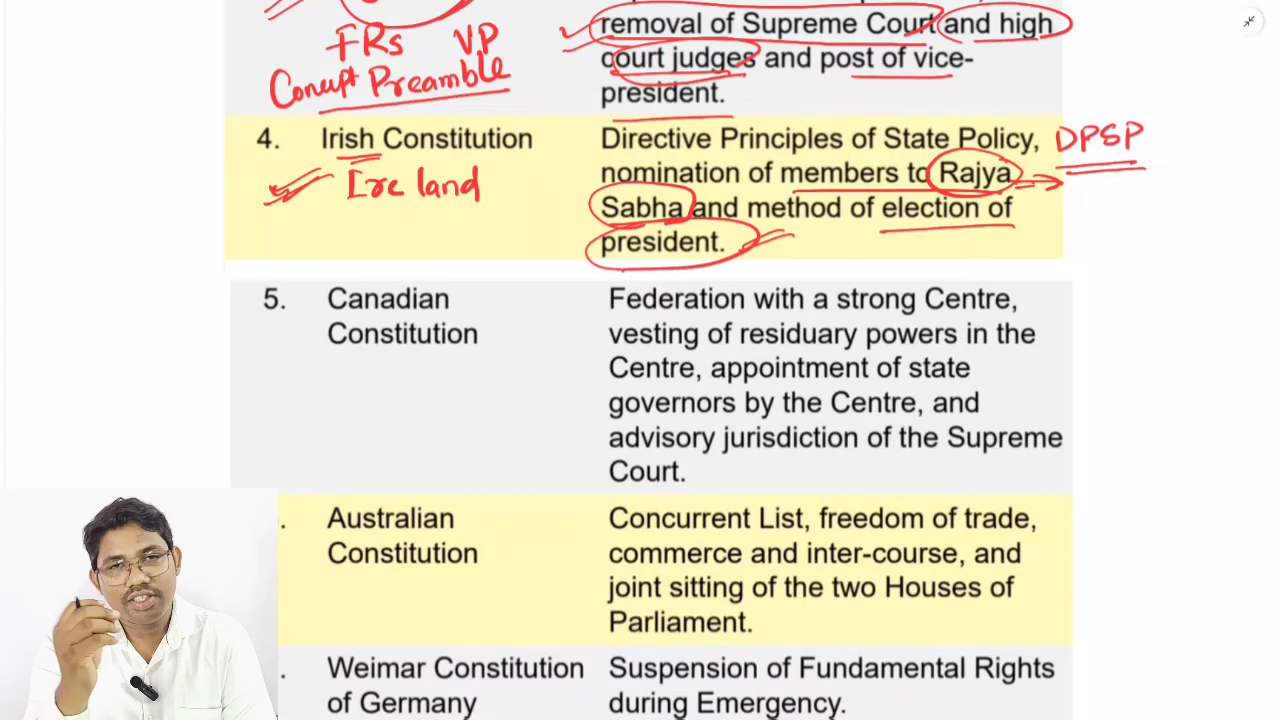 removal of Supreme Court and high
FRs VP
court judges and post of vice-
Concept Preamble
president.
4. Irish Constitution
Ireland
Directive Principles of State Policy,
DPSP
nomination of members to Rajya
Sabha and method of election of
president.
5. Canadian
Constitution
Federation with a strong Centre,
vesting of residuary powers in the
Centre, appointment of state
governors by the Centre, and
advisory jurisdiction of the Supreme
Court.
Australian
Constitution
Concurrent List, freedom of trade,
commerce and inter-course, and
joint sitting of the two Houses of
Parliament.
Weimar Constitution
of Germany
Suspension of Fundamental Rights
during Emergency.